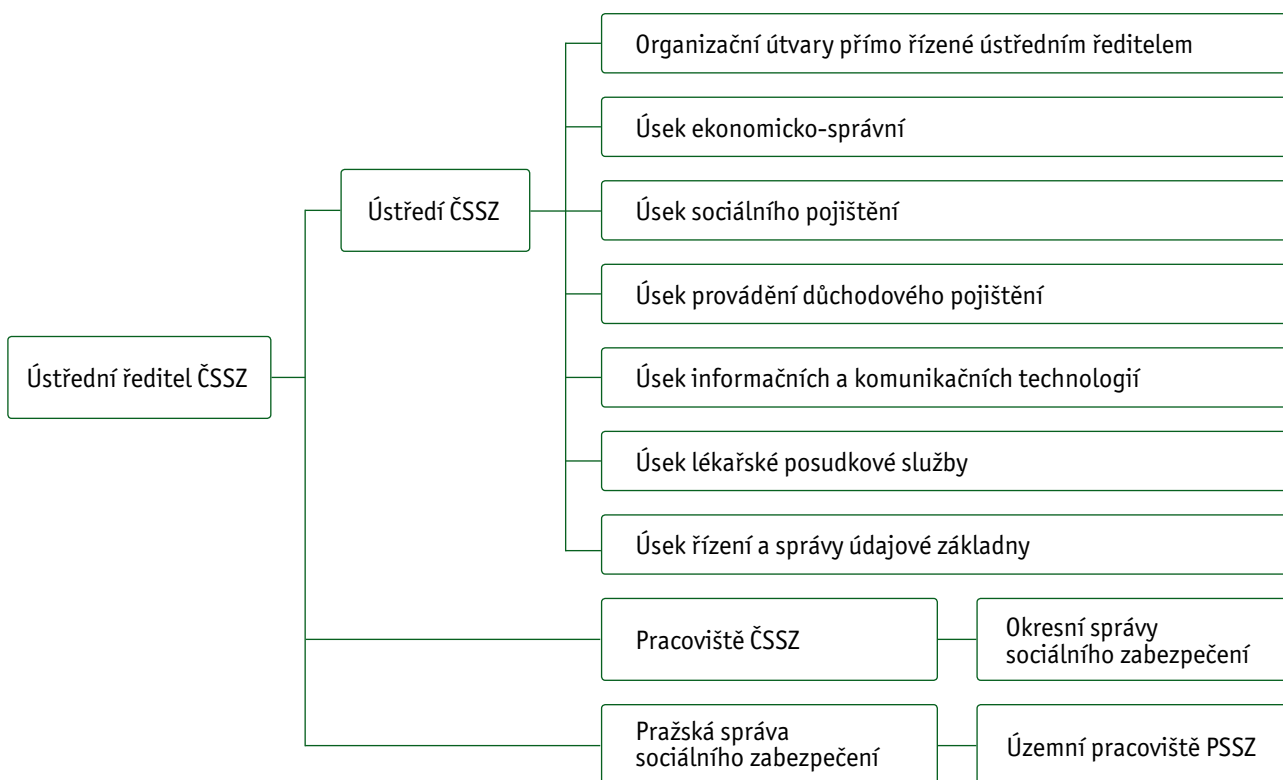 Organizační útvary přímo řízené ústředním ředitelem
Úsek ekonomicko-správní
Ústředí ČSSZ
Úsek sociálního pojištění
Úsek provádění důchodového pojištění
Ústřední ředitel ČSSZ
Úsek informačních a komunikačních technologií
Úsek lékařské posudkové služby
Úsek řízení a správy údajové základny
Pracoviště ČSSZ
Okresní správy
sociálního zabezpečení
Pražská správa
sociálního zabezpečení
Územní pracoviště PSSZ